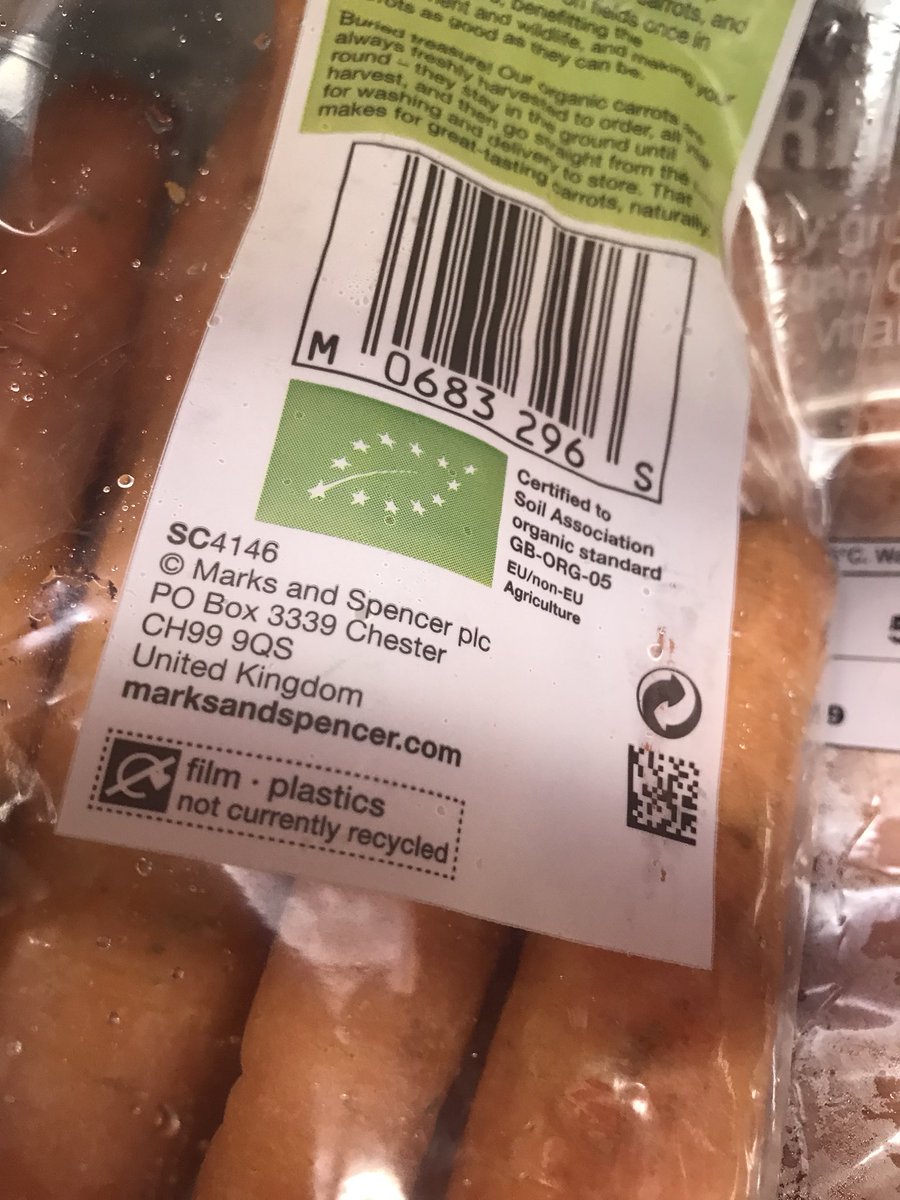 carrots, and
fields once in
benefitting the
ment and wildlife, and making your
as good as they can be.
Buried treasure! Our organic carrots are
always freshly harvested to order, all year
round – they stay in the ground until
harvest, and then go straight from the
for washing and delivery to store. That
makes for great-tasting carrots, naturally.
M 0683 296 S
Certified to
Soil Association
organic standard
GB-ORG-05
EU/non-EU
Agriculture
SC4146
© Marks and Spencer plc
PO Box 3339 Chester
CH99 9QS
United Kingdom
marksandspencer.com
film · plastics
not currently recycled
9